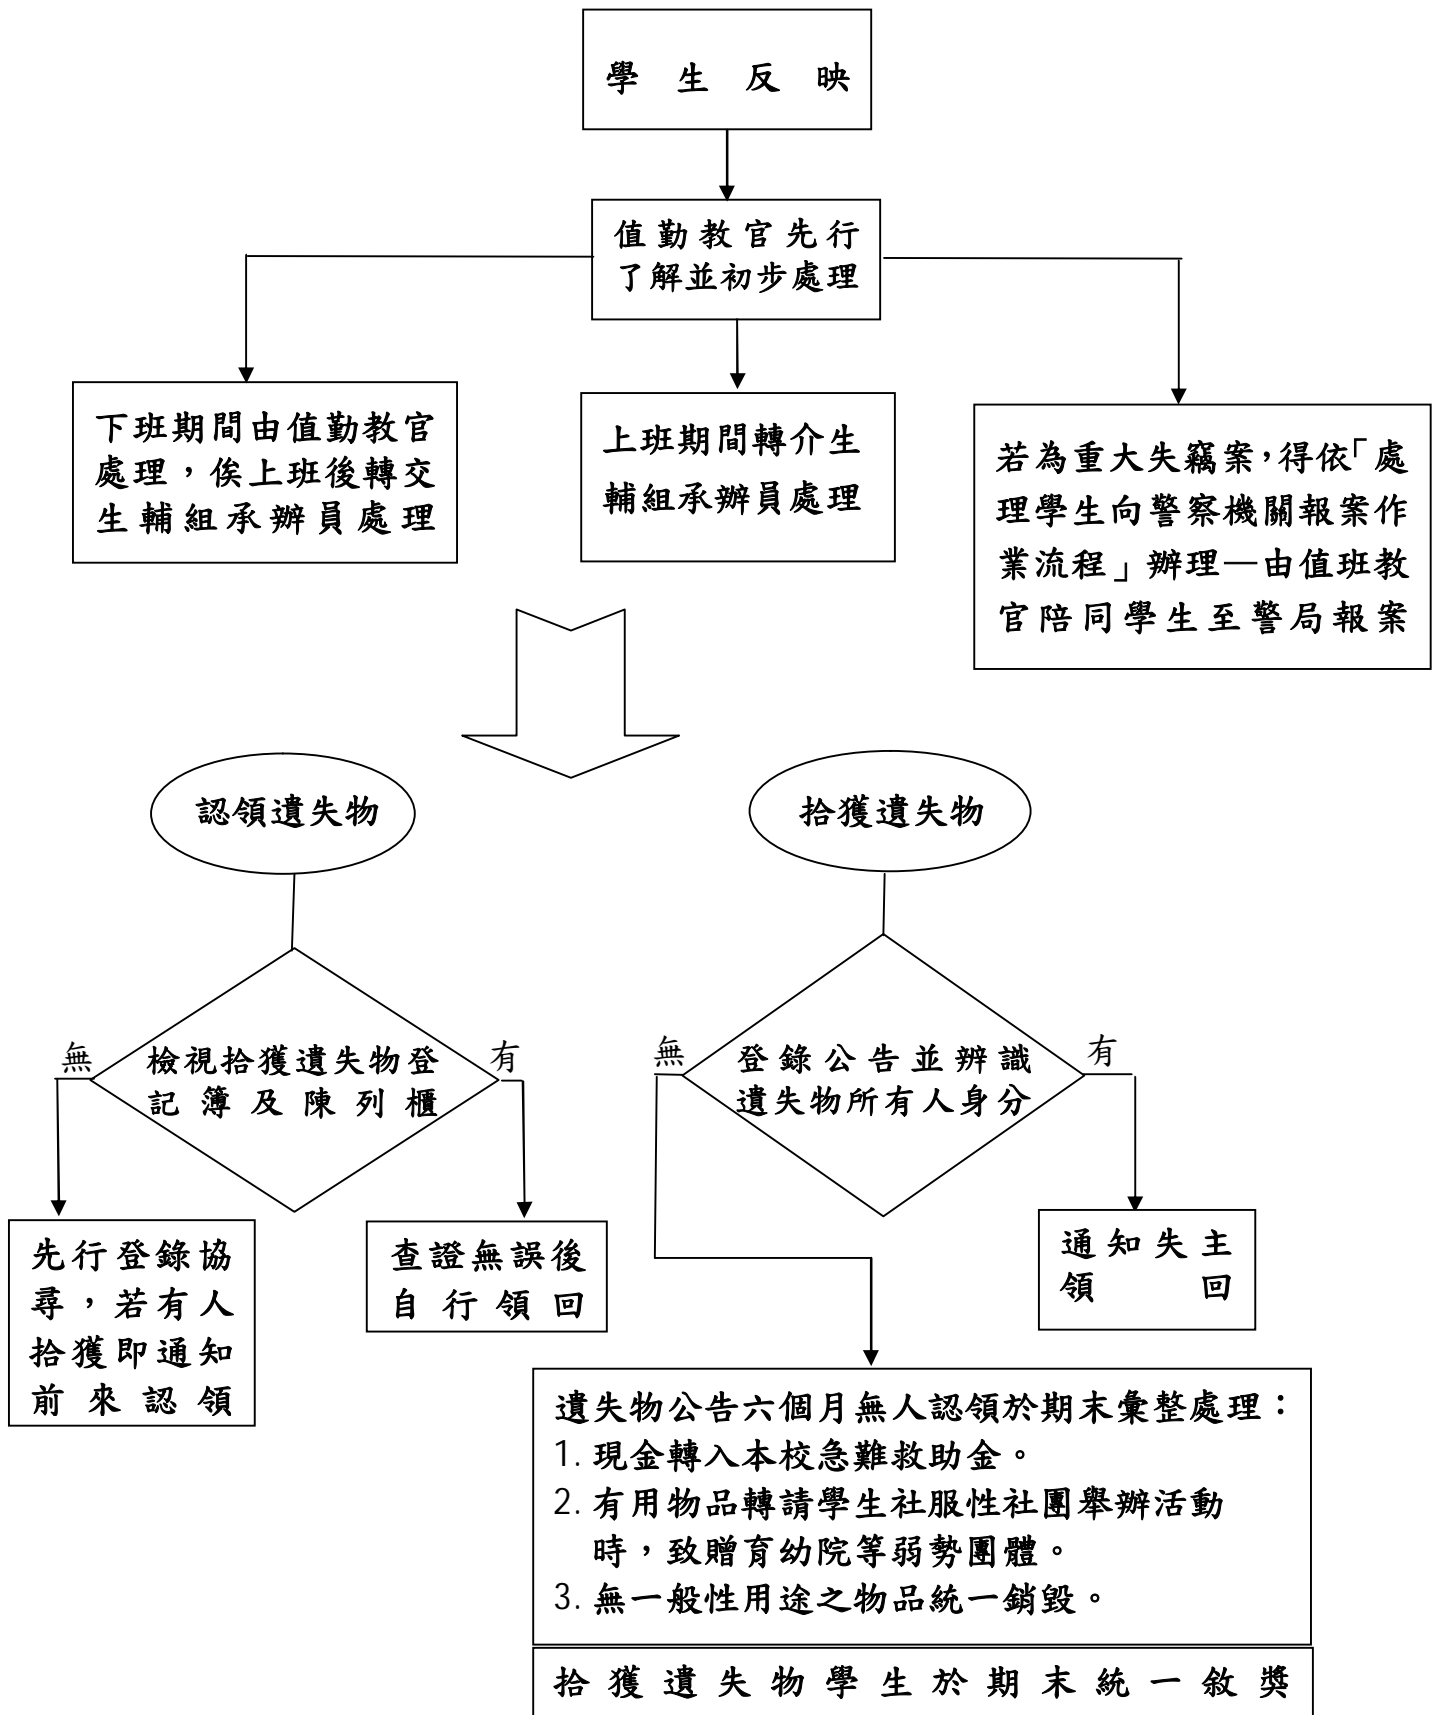 學生反映
值勤教官先行
了解並初步處理
下班期間由值勤教官
處理，俟上班後轉交
生輔組承辦員處理
上班期間轉介生
輔組承辦員處理
若為重大失竊案，得依「處
理學生向警察機關報案作
業流程」辦理—由值班教
官陪同學生至警局報案
認領遺失物
拾獲遺失物
無
檢視拾獲遺失物登
記簿及陳列櫃
有
無
登錄公告並辨識
遺失物所有人身分
有
先行登錄協
尋，若有人
拾獲即通知
前來認領
查證無誤後
自行領回
通知失主
領回
遺失物公告六個月無人認領於期末彙整處理：
1. 現金轉入本校急難救助金。
2. 有用物品轉請學生社服性社團舉辦活動
時，致贈育幼院等弱勢團體。
3. 無一般性用途之物品統一銷毀。
拾獲遺失物學生於期末統一敘獎